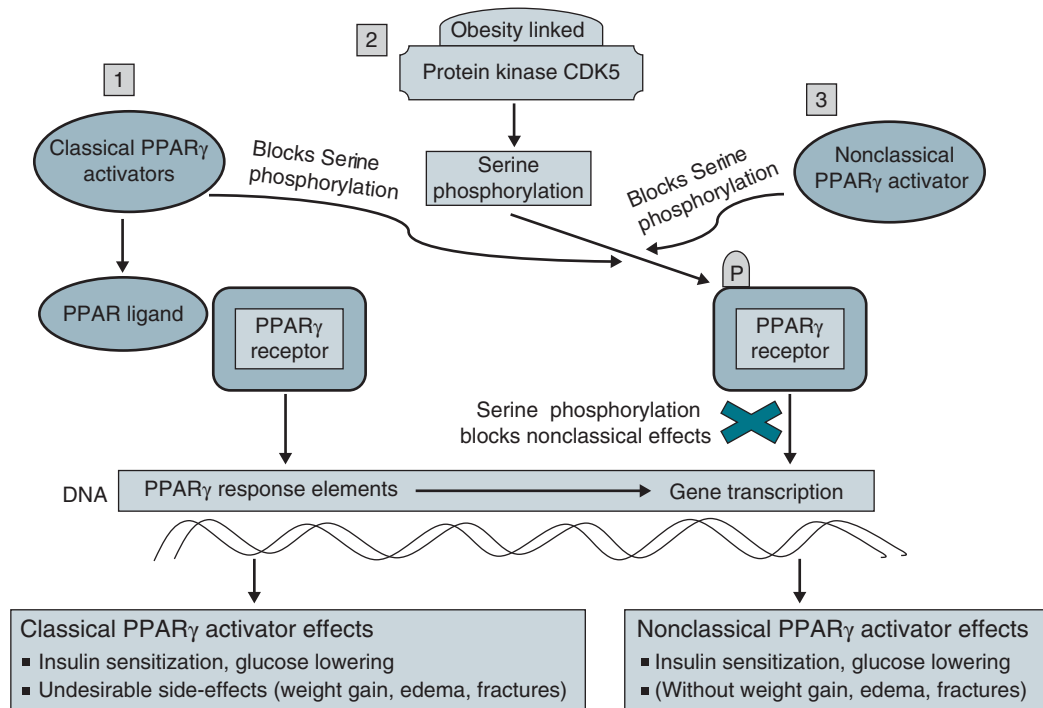 1
Classical PPARγ
activators
2
Obesity linked
Protein kinase CDK5
3
Nonclassical
PPARγ activator
Blocks Serine
phosphorylation
Serine
phosphorylation
Blocks Serine
phosphorylation
P
PPAR ligand
PPARγ
receptor
PPARγ
receptor
Serine phosphorylation
blocks nonclassical effects
DNA
PPARγ response elements
Gene transcription
Classical PPARγ activator effects
▪ Insulin sensitization, glucose lowering
▪ Undesirable side-effects (weight gain, edema, fractures)
Nonclassical PPARγ activator effects
▪ Insulin sensitization, glucose lowering
▪ (Without weight gain, edema, fractures)